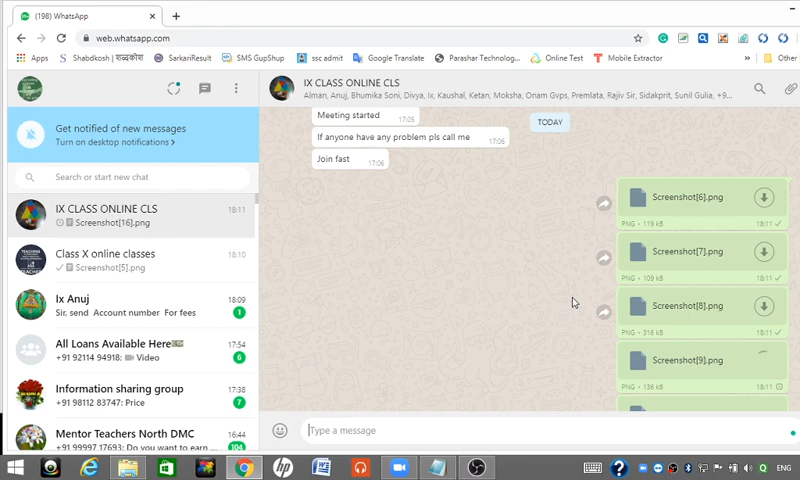 (198) WhatsApp
web.whatsapp.com
Apps
Shabdkosh | शब्दकोश
SarkariResult
SMS GupShup
ssc admit
Google Translate
Parashar Technolog...
Online Test
Mobile Extractor
»
Other
IX CLASS ONLINE CLS
Alman, Anuj, Bhumika Soni, Divya, Ix, Kaushal, Ketan, Moksha, Onam Gvps, Premlata, Rajiv Sir, Sidakprit, Sunil Gulia, +9...
Get notified of new messages
Turn on desktop notifications >
Search or start new chat
IX CLASS ONLINE CLS 18:11
Screenshot[16].png
Class X online classes 18:10
Screenshot[5].png
Ix Anuj 18:09
Sir, send Account number For fees 1
All Loans Available Here 17:54
+91 92114 94918: Video 6
Information sharing group 17:38
+91 98112 83747: Price 7
Mentor Teachers North DMC 16:44
+91 99997 17693: Do you want to earn ... 104
Meeting started 17:05
TODAY
If anyone have any problem pls call me 17:06
Join fast 17:06
Screenshot[6].png
PNG • 119 kB 18:11
Screenshot[7].png
PNG • 109 kB 18:11
Screenshot[8].png
PNG • 316 kB 18:11
Screenshot[9].png
PNG • 136 kB 18:11
Type a message
ENG